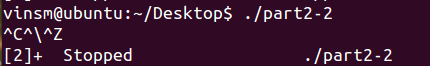 vinsm@ubuntu:~/Desktop$ ./part2-2
^C^\^Z
[2]+  Stopped                 ./part2-2